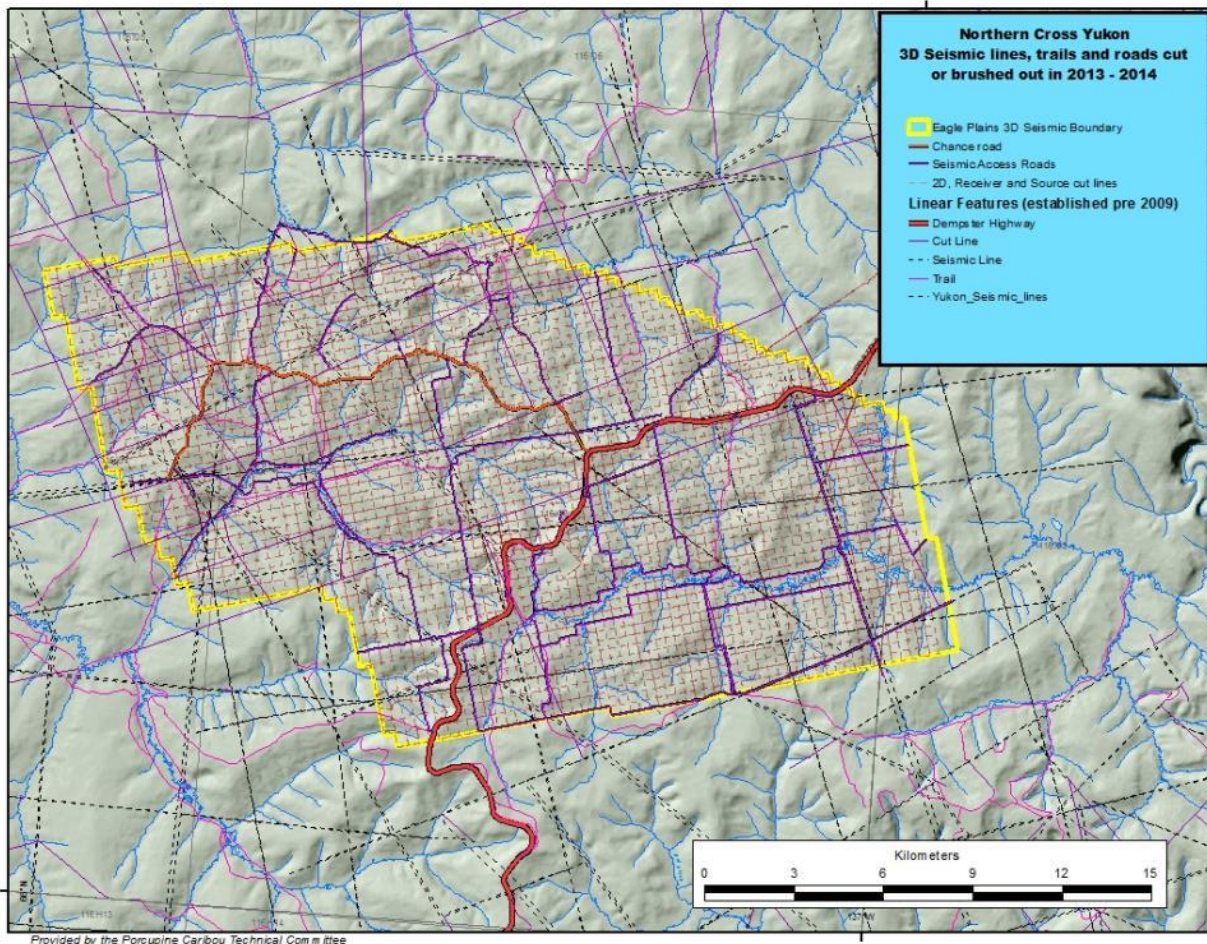 Northern Cross Yukon
3D Seismic lines, trails and roads cut
or brushed out in 2013 - 2014
Eagle Plains 3D Seismic Boundary
Chance road
Seismic Access Roads
2D, Receiver and Source cut lines
Linear Features (established pre 2009)
Dempster Highway
Cut Line
Seismic Line
Trail
Yukon_Seismic_lines
Kilometers
0 3 6 9 12 15
116H13
Provided by the Porcupine Caribou Technical Committee